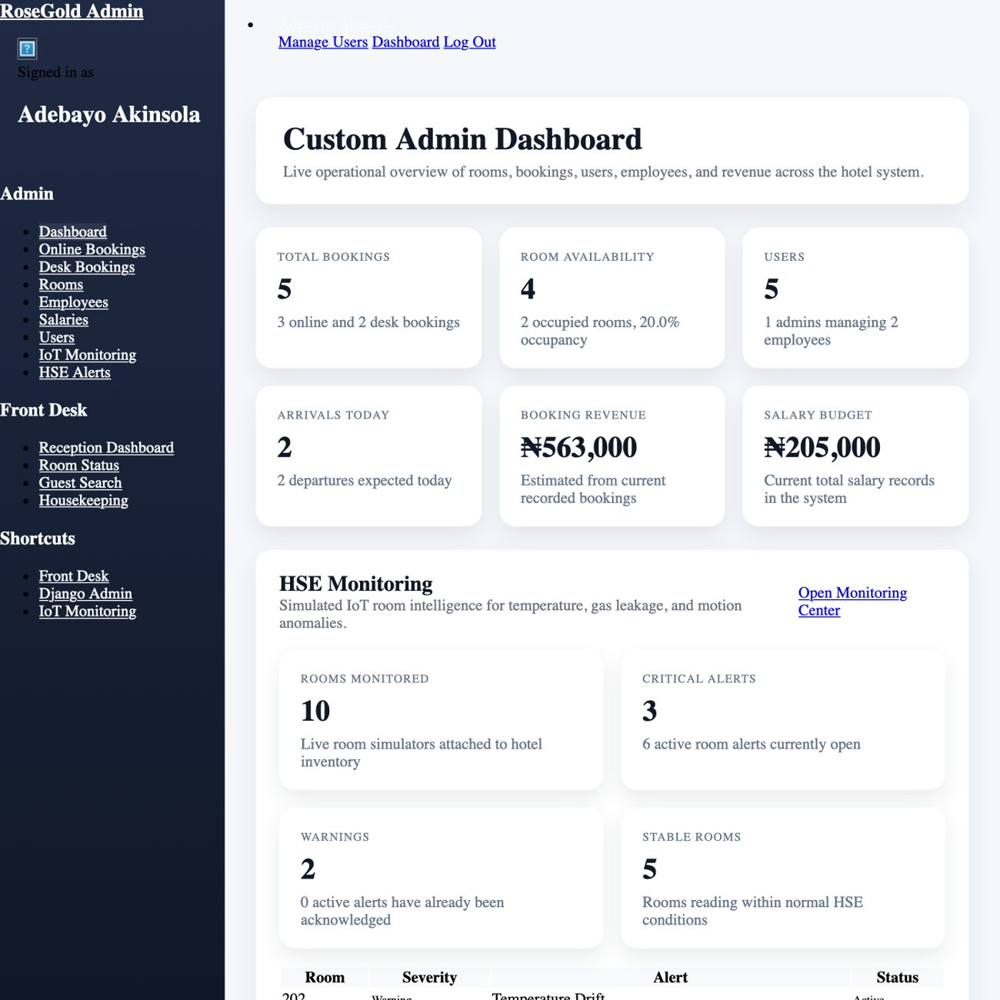 RoseGold Admin
Signed in as
Adebayo Akinsola
Admin
Dashboard
Online Bookings
Desk Bookings
Rooms
Employees
Salaries
Users
IoT Monitoring
HSE Alerts
Front Desk
Reception Dashboard
Room Status
Guest Search
Housekeeping
Shortcuts
Front Desk
Django Admin
IoT Monitoring
Adebayo Akinsola
Manage Users Dashboard Log Out
Custom Admin Dashboard
Live operational overview of rooms, bookings, users, employees, and revenue across the hotel system.
TOTAL BOOKINGS
5
3 online and 2 desk bookings
ROOM AVAILABILITY
4
2 occupied rooms, 20.0%
occupancy
USERS
5
1 admins managing 2
employees
ARRIVALS TODAY
2
2 departures expected today
BOOKING REVENUE
₦563,000
Estimated from current
recorded bookings
SALARY BUDGET
₦205,000
Current total salary records
in the system
HSE Monitoring
Simulated IoT room intelligence for temperature, gas leakage, and motion
anomalies.
Open Monitoring
Center
ROOMS MONITORED
10
Live room simulators attached to hotel
inventory
CRITICAL ALERTS
3
6 active room alerts currently open
WARNINGS
2
0 active alerts have already been
acknowledged
STABLE ROOMS
5
Rooms reading within normal HSE
conditions
Room Severity Alert Status
202 Warning Temperature Drift Active